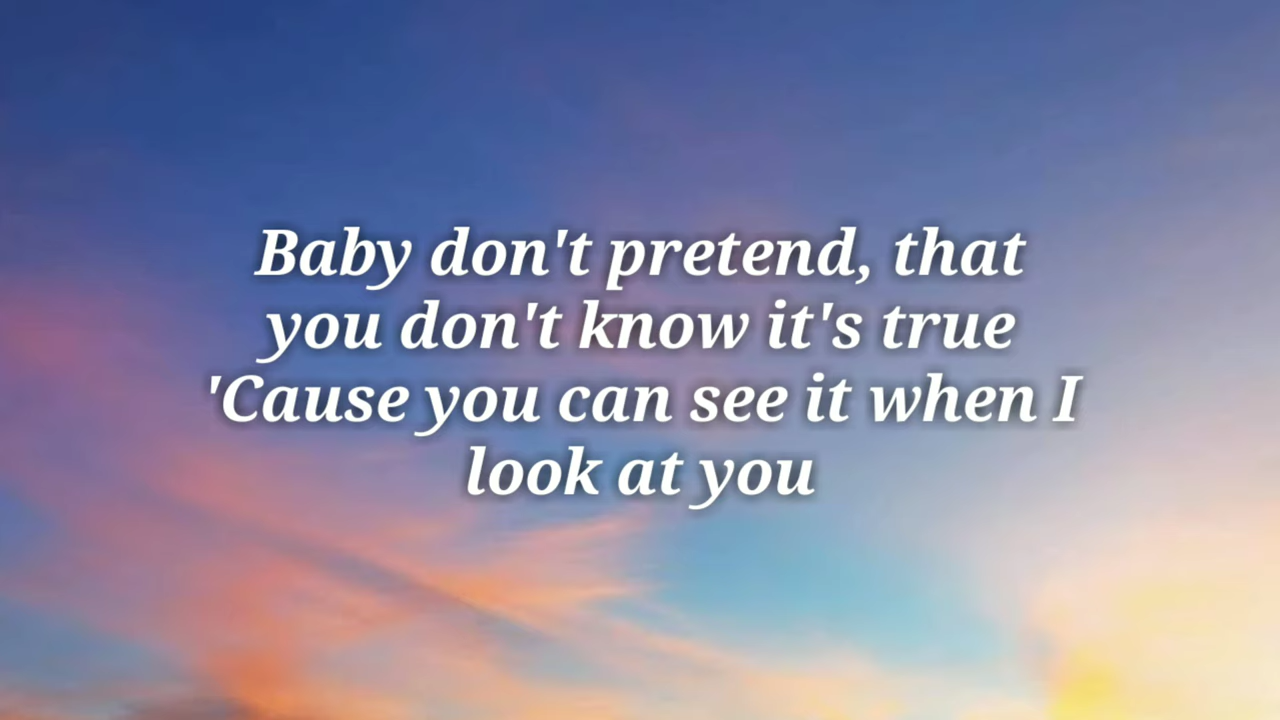 Baby don't pretend, that
you don't know it's true
'Cause you can see it when I
look at you